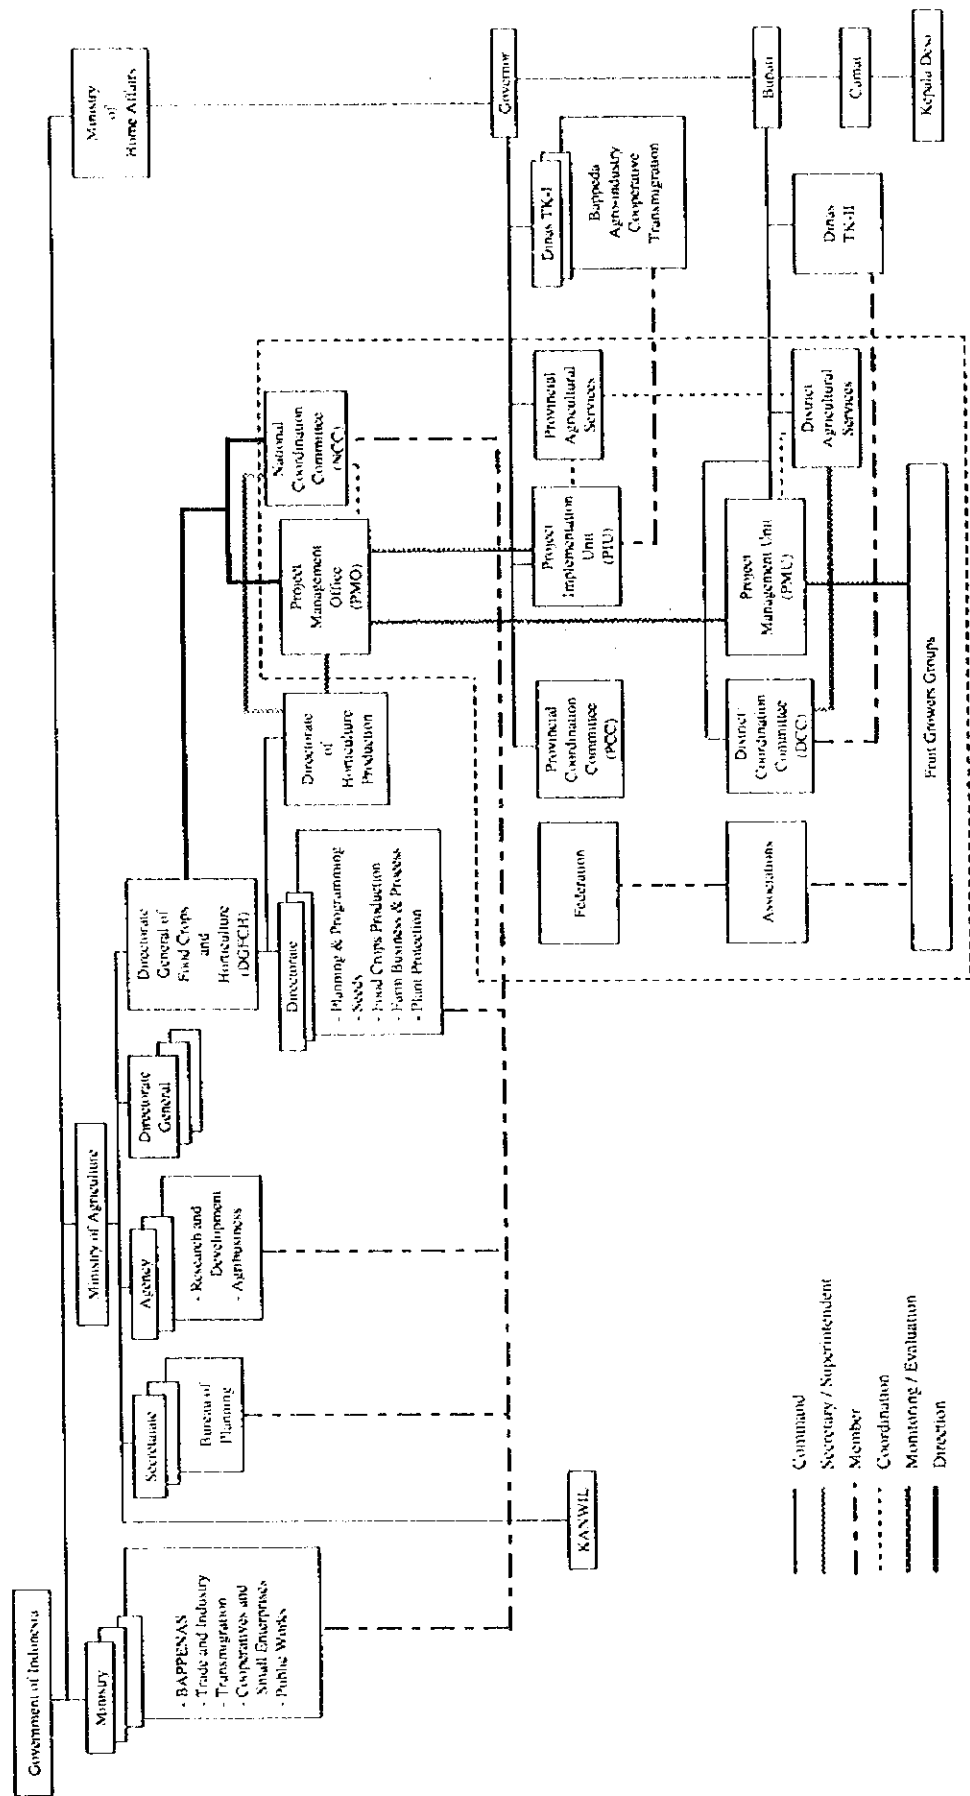 Government of Indonesia
Ministry
- BAPPENAS
- Trade and Industry
- Transmigration
- Cooperatives and
Small Enterprises
- Public Works
Ministry of Agriculture
Secretariate
Bureau of
Planning
KANWIL
Agency
- Research and
Development
- Agribusiness
Directorate
General
Directorate
General of
Food Crops
and
Horticulture
(DGFCH)
Directorate
- Planning & Programming
- Seeds
- Food Crops Production
- Farm Business & Process
- Plant Protection
Directorate
of
Horticulture
Production
Project
Management
Office
(PMO)
National
Coordination
Committee
(NCC)
Ministry
of
Home Affairs
Governor
Dinas TK-I
Bappeda
Agro-industry
Cooperative
Transmigration
Federation
Provincial
Coordination
Committee
(PCC)
Project
Implementation
Unit
(PIU)
Provincial
Agricultural
Services
Bupati
Associations
District
Coordination
Committee
(DCC)
Project
Management Unit
(PMU)
District
Agricultural
Services
Dinas
TK-II
Camat
Kepala Desa
Fruit Growers Groups
Command
Secretary / Superintendent
Member
Coordination
Monitoring / Evaluation
Direction